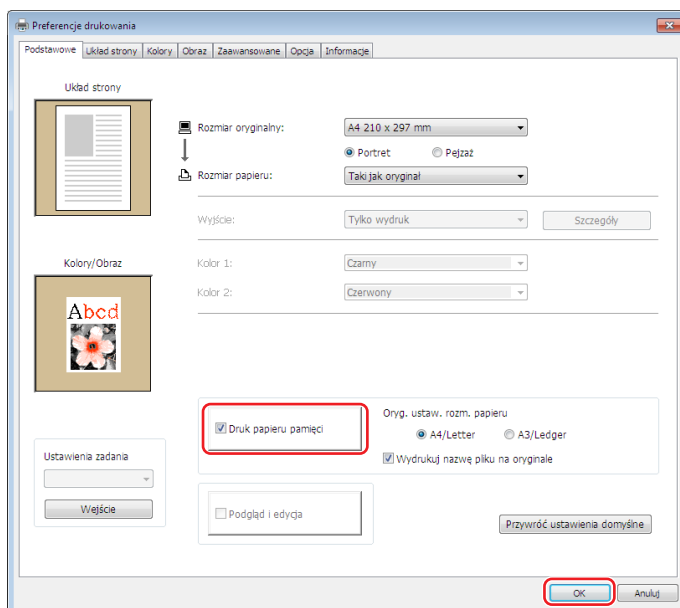 Preferencje drukowania
Podstawowe Układ strony Kolory Obraz Zaawansowane Opcja Informacje
Układ strony
Rozmiar oryginalny: A4 210 x 297 mm
Portret Pejzaż
Rozmiar papieru: Taki jak oryginał
Wyjście: Tylko wydruk Szczegóły
Kolory/Obraz
Kolor 1: Czarny
Kolor 2: Czerwony
Abcd
Druk papieru pamięci
Oryg. ustaw. rozm. papieru
A4/Letter A3/Ledger
Wydrukuj nazwę pliku na oryginale
Ustawienia zadania
Wejście
Podgląd i edycja
Przywróć ustawienia domyślne
OK Anuluj